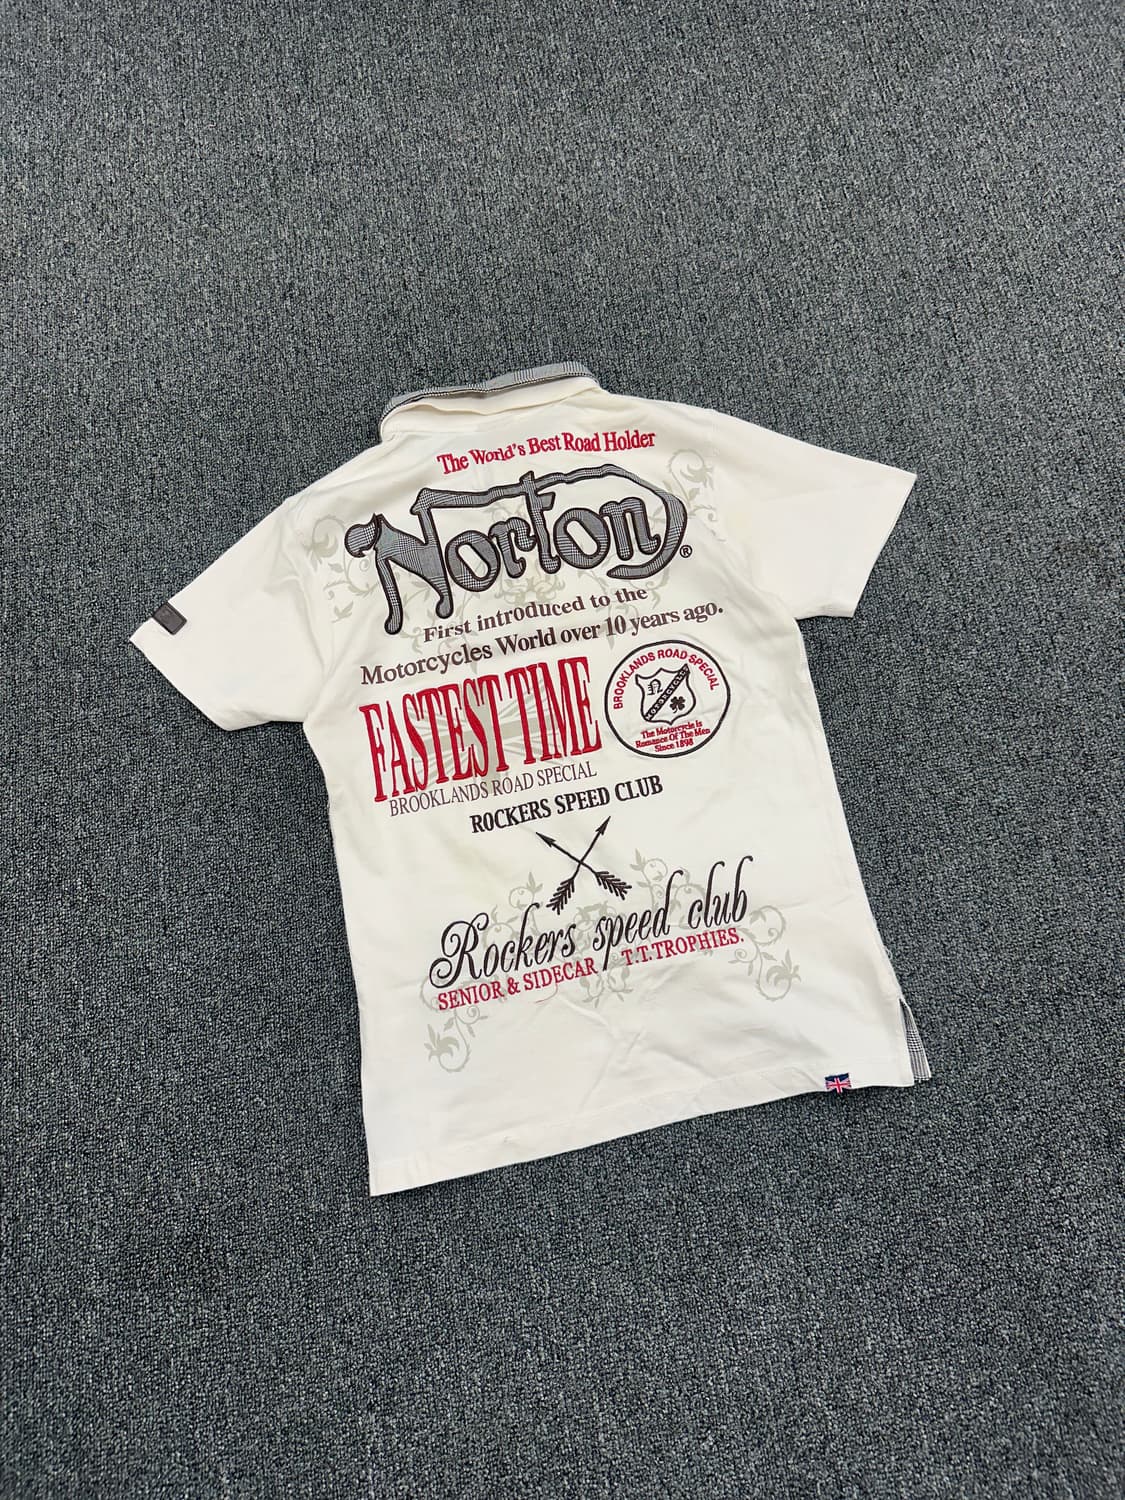 The World's Best Road Holder
Norton®
First introduced to the
Motorcycles World over 10 years ago.
FASTEST TIME
BROOKLANDS ROAD SPECIAL
BROOKLANDS ROAD SPECIAL
MOTORCYCLES
The Motorcycle is
Romance Of The Men
Since 1898
ROCKERS SPEED CLUB
Rockers speed club
SENIOR & SIDECAR T.T.TROPHIES.